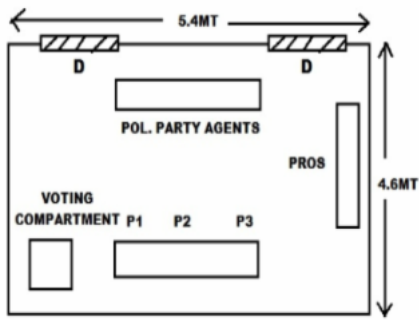 5.4MT
D D
POL. PARTY AGENTS
PROS
4.6MT
VOTING
COMPARTMENT P1 P2 P3